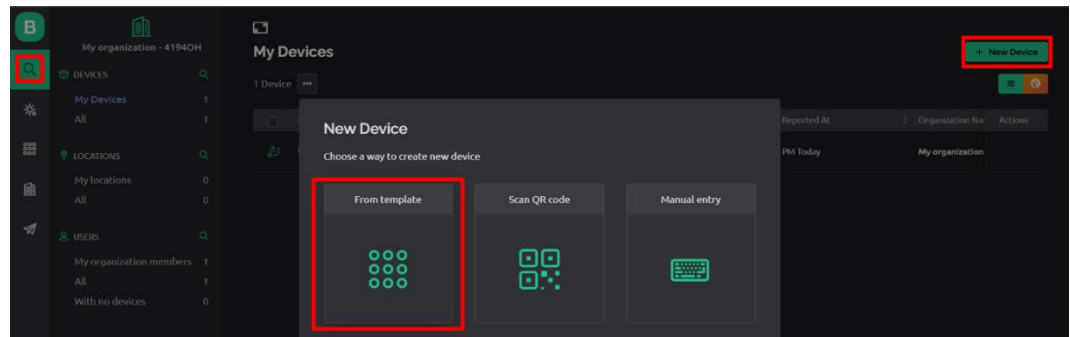 B
My organization - 4194OH
DEVICES
My Devices 1
All 1
LOCATIONS
My locations 0
All 0
USERS
My organization members 1
All 1
With no devices 0
My Devices
+ New Device
1 Device
Reported At
Organization Na
Actions
PM Today
My organization
New Device
Choose a way to create new device
From template
Scan QR code
Manual entry